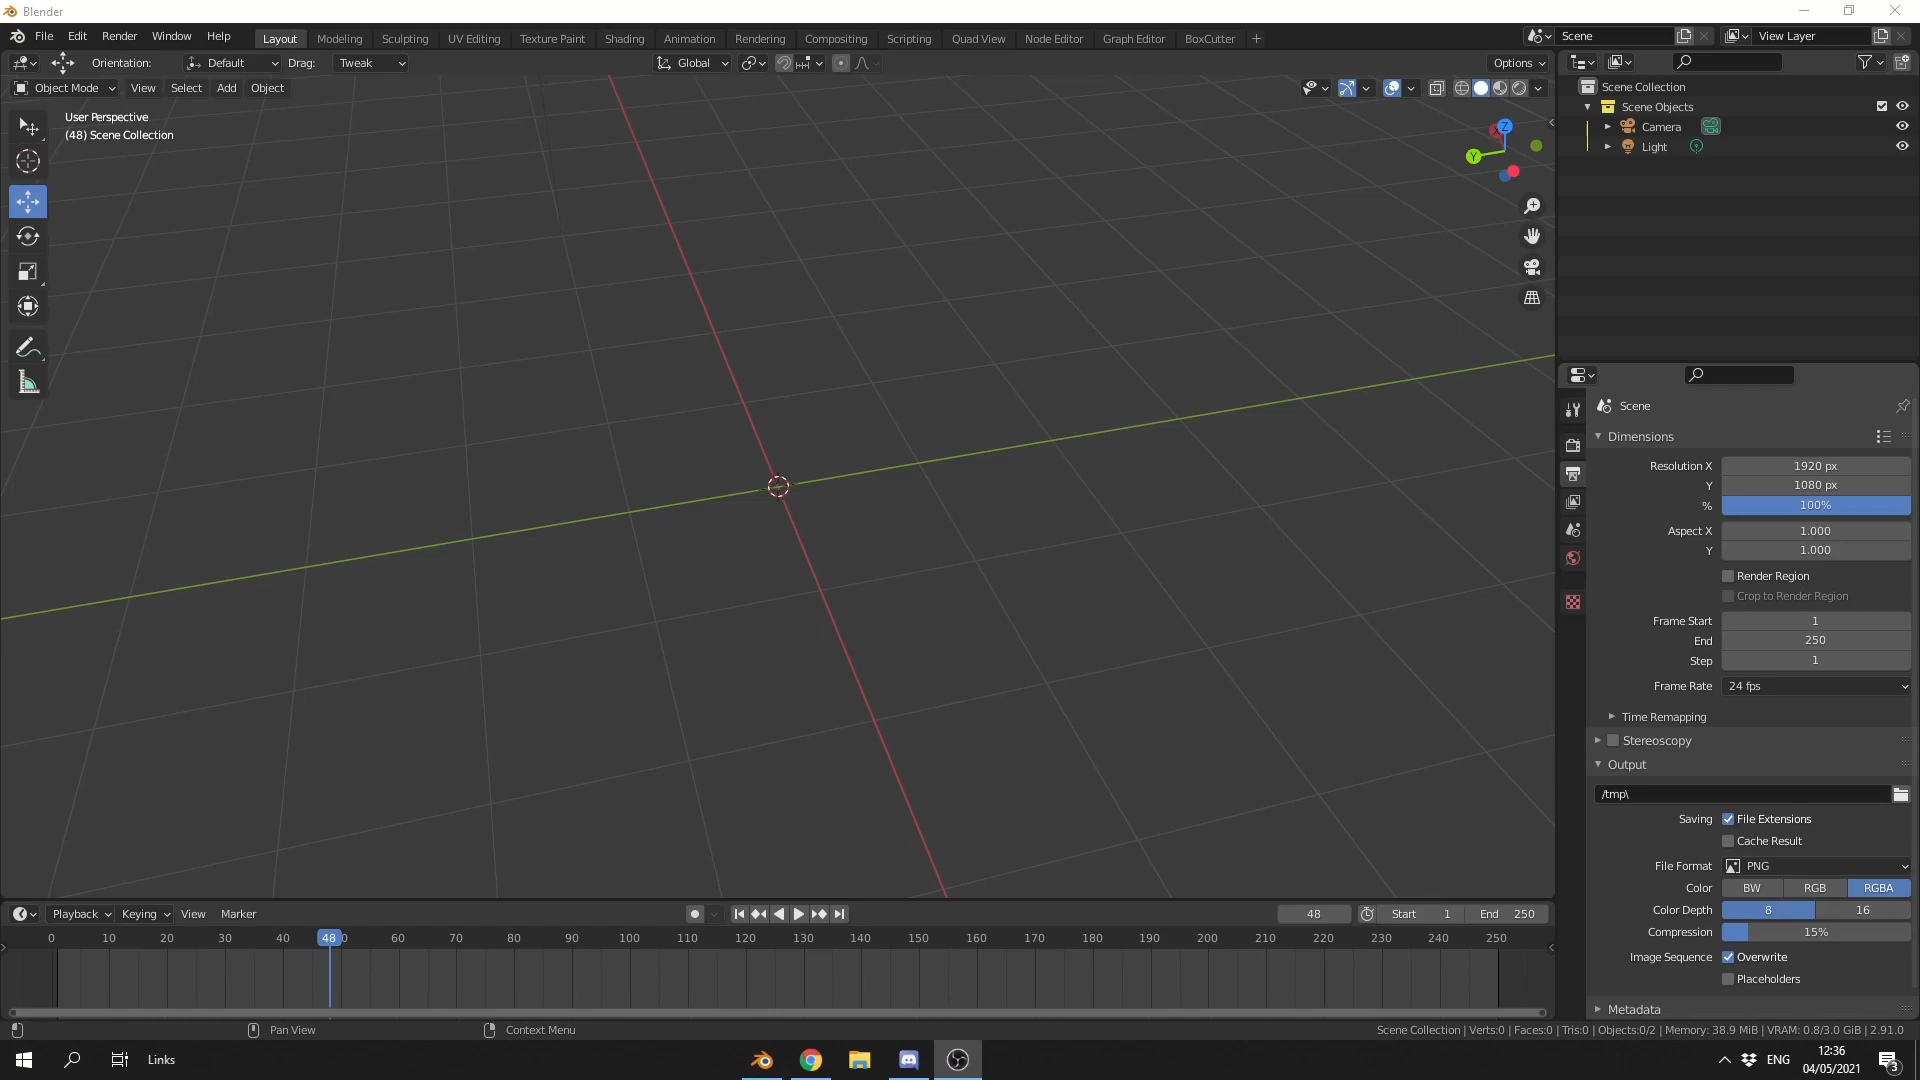 Blender
File Edit Render Window Help Layout Modeling Sculpting UV Editing Texture Paint Shading Animation Rendering Compositing Scripting Quad View Node Editor Graph Editor BoxCutter + Scene View Layer
Orientation: Default Drag: Tweak Global Options
Object Mode View Select Add Object
User Perspective
(48) Scene Collection
X
Z
Y
Scene Collection
Scene Objects
Camera
Light
Scene
Dimensions
Resolution X 1920 px
Y 1080 px
% 100%
Aspect X 1.000
Y 1.000
Render Region
Crop to Render Region
Frame Start 1
End 250
Step 1
Frame Rate 24 fps
Time Remapping
Stereoscopy
Output
/tmp\
Saving File Extensions
Cache Result
File Format PNG
Color BW RGB RGBA
Color Depth 8 16
Compression 15%
Image Sequence Overwrite
Placeholders
Metadata
Playback Keying View Marker 48 Start 1 End 250
0 10 20 30 40 48 0 60 70 80 90 100 110 120 130 140 150 160 170 180 190 200 210 220 230 240 250
Pan View Context Menu Scene Collection | Verts:0 | Faces:0 | Tris:0 | Objects:0/2 | Memory: 38.9 MiB | VRAM: 0.8/3.0 GiB | 2.91.0
Links ENG 12:36
04/05/2021 3